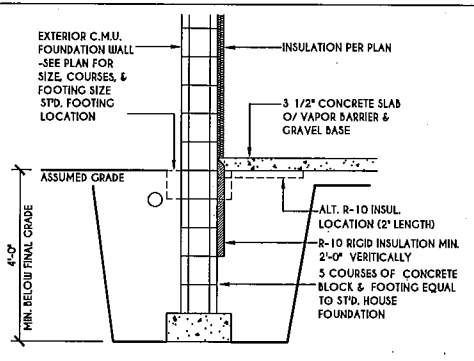 EXTERIOR C.M.U.
FOUNDATION WALL
-SEE PLAN FOR
SIZE, COURSES, &
FOOTING SIZE
ST'D. FOOTING
LOCATION
INSULATION PER PLAN
3 1/2" CONCRETE SLAB
O/ VAPOR BARRIER &
GRAVEL BASE
ASSUMED GRADE
ALT. R-10 INSUL.
LOCATION (2" LENGTH)
R-10 RIGID INSULATION MIN.
2'-0" VERITICALLY
5 COURSES OF CONCRETE
BLOCK & FOOTING EQUAL
TO ST'D. HOUSE
FOUNDATION
4'-0"
MIN. BELOW FINAL GRADE